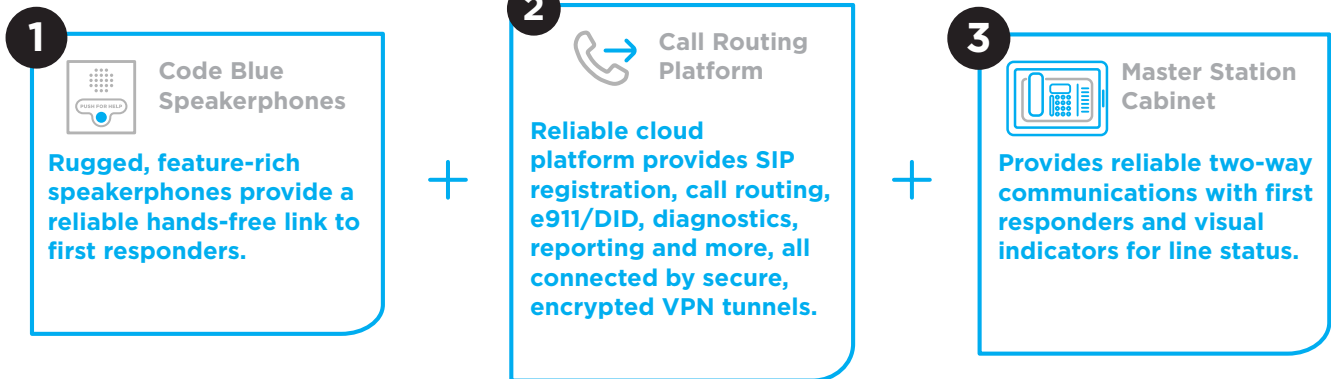 1
Code Blue
Speakerphones
PUSH FOR HELP
Rugged, feature-rich
speakerphones provide a
reliable hands-free link to
first responders.
+
2
Call Routing
Platform
Reliable cloud
platform provides SIP
registration, call routing,
e911/DID, diagnostics,
reporting and more, all
connected by secure,
encrypted VPN tunnels.
+
3
Master Station
Cabinet
Provides reliable two-way
communications with first
responders and visual
indicators for line status.